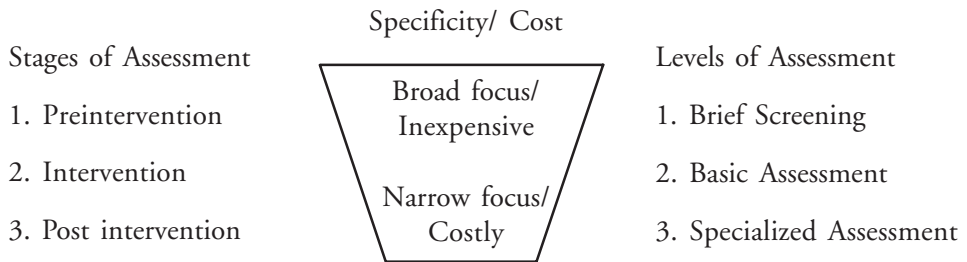 Specificity/ Cost
Stages of Assessment
1. Preintervention
2. Intervention
3. Post intervention
Broad focus/
Inexpensive
Narrow focus/
Costly
Levels of Assessment
1. Brief Screening
2. Basic Assessment
3. Specialized Assessment